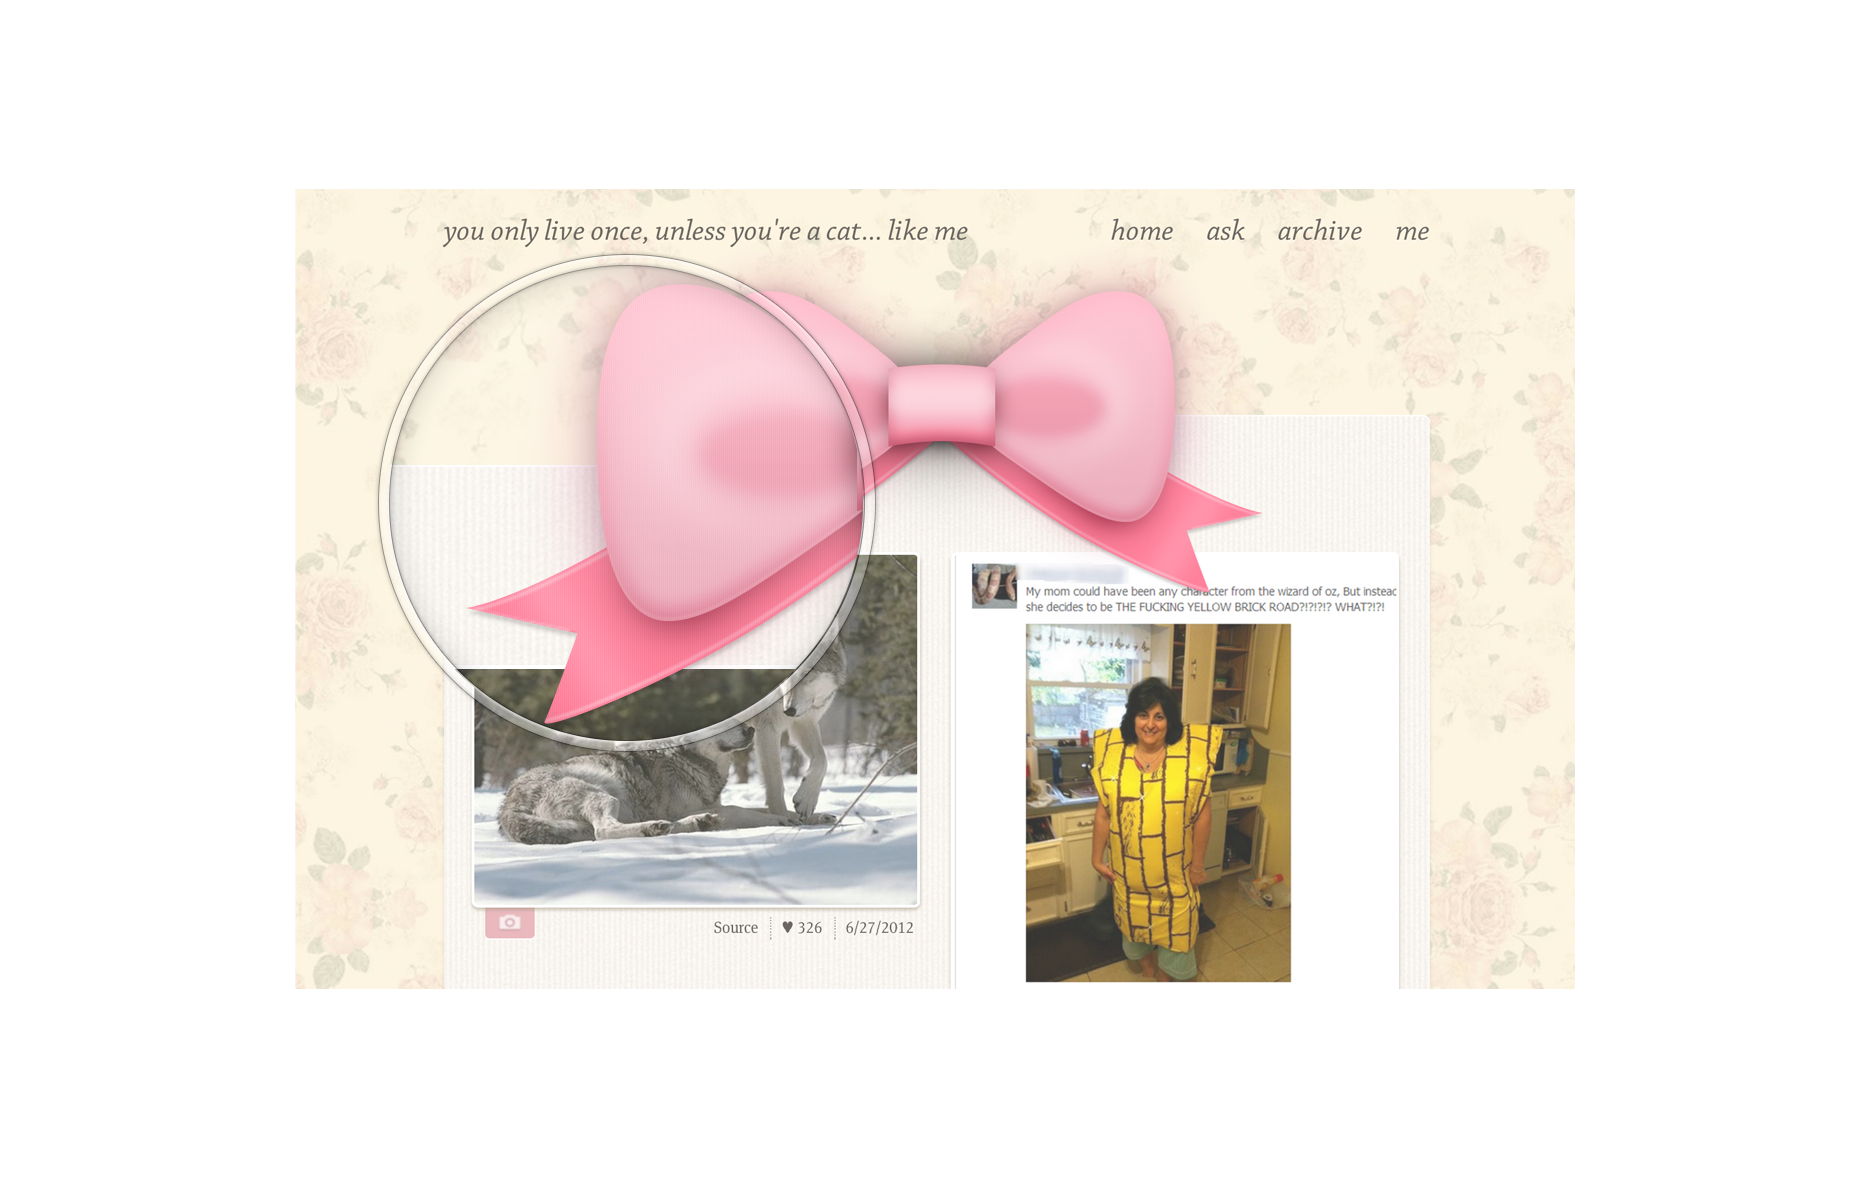 you only live once, unless you're a cat... like me
home ask archive me
My mom could have been any character from the wizard of oz, But instead
she decides to be THE FUCKING YELLOW BRICK ROAD?!?!?!? WHAT?!?!
Source ♥ 326 6/27/2012